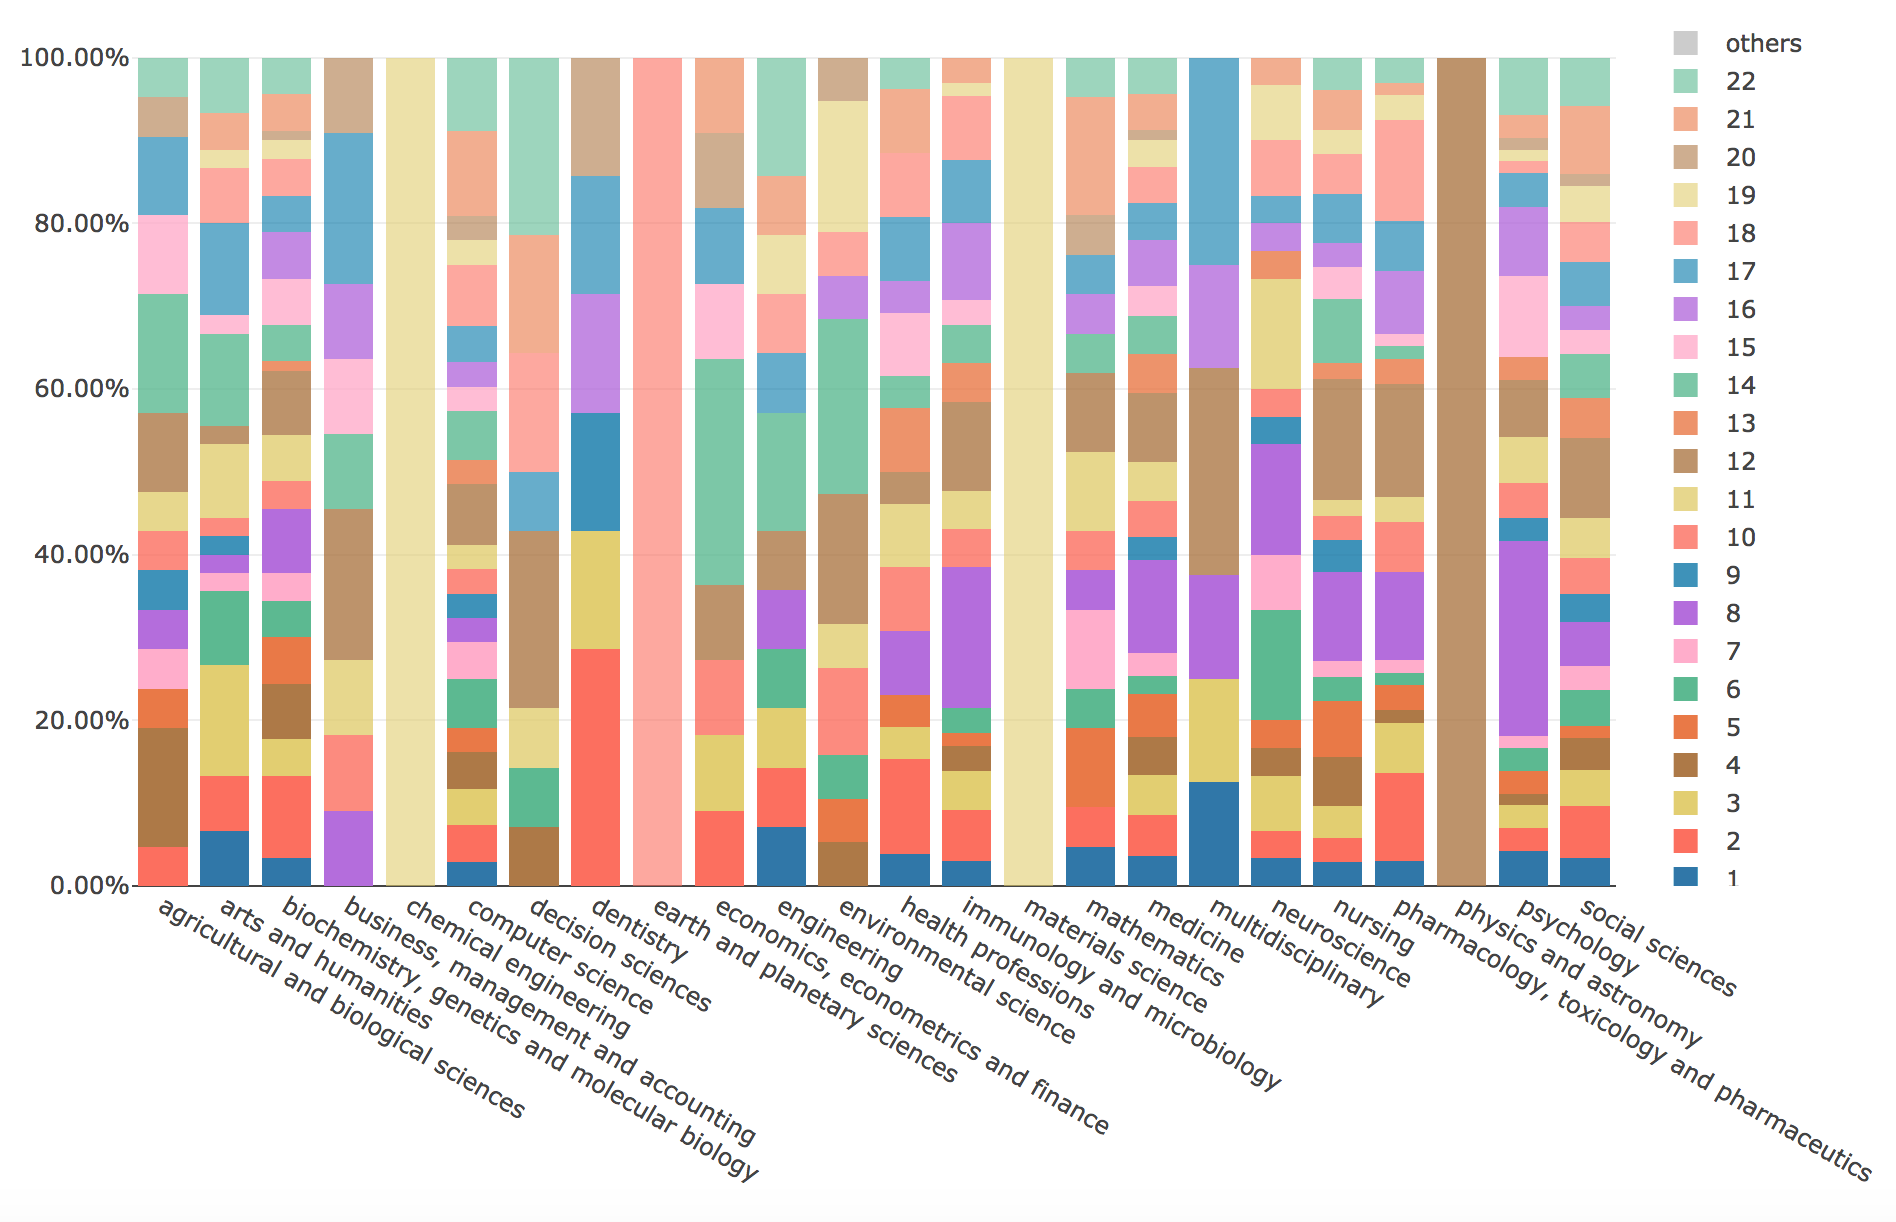 100.00%
80.00%
60.00%
40.00%
20.00%
0.00%
agricultural and biological sciences
arts and humanities
biochemistry, genetics and molecular biology
business, management and accounting
chemical engineering
computer science
decision sciences
dentistry
earth and planetary sciences
economics, econometrics and finance
engineering
environmental science
health professions
immunology and microbiology
materials science
mathematics
medicine
multidisciplinary
neuroscience
nursing
pharmacology, toxicology and pharmaceutics
physics and astronomy
psychology
social sciences
others
22
21
20
19
18
17
16
15
14
13
12
11
10
9
8
7
6
5
4
3
2
1